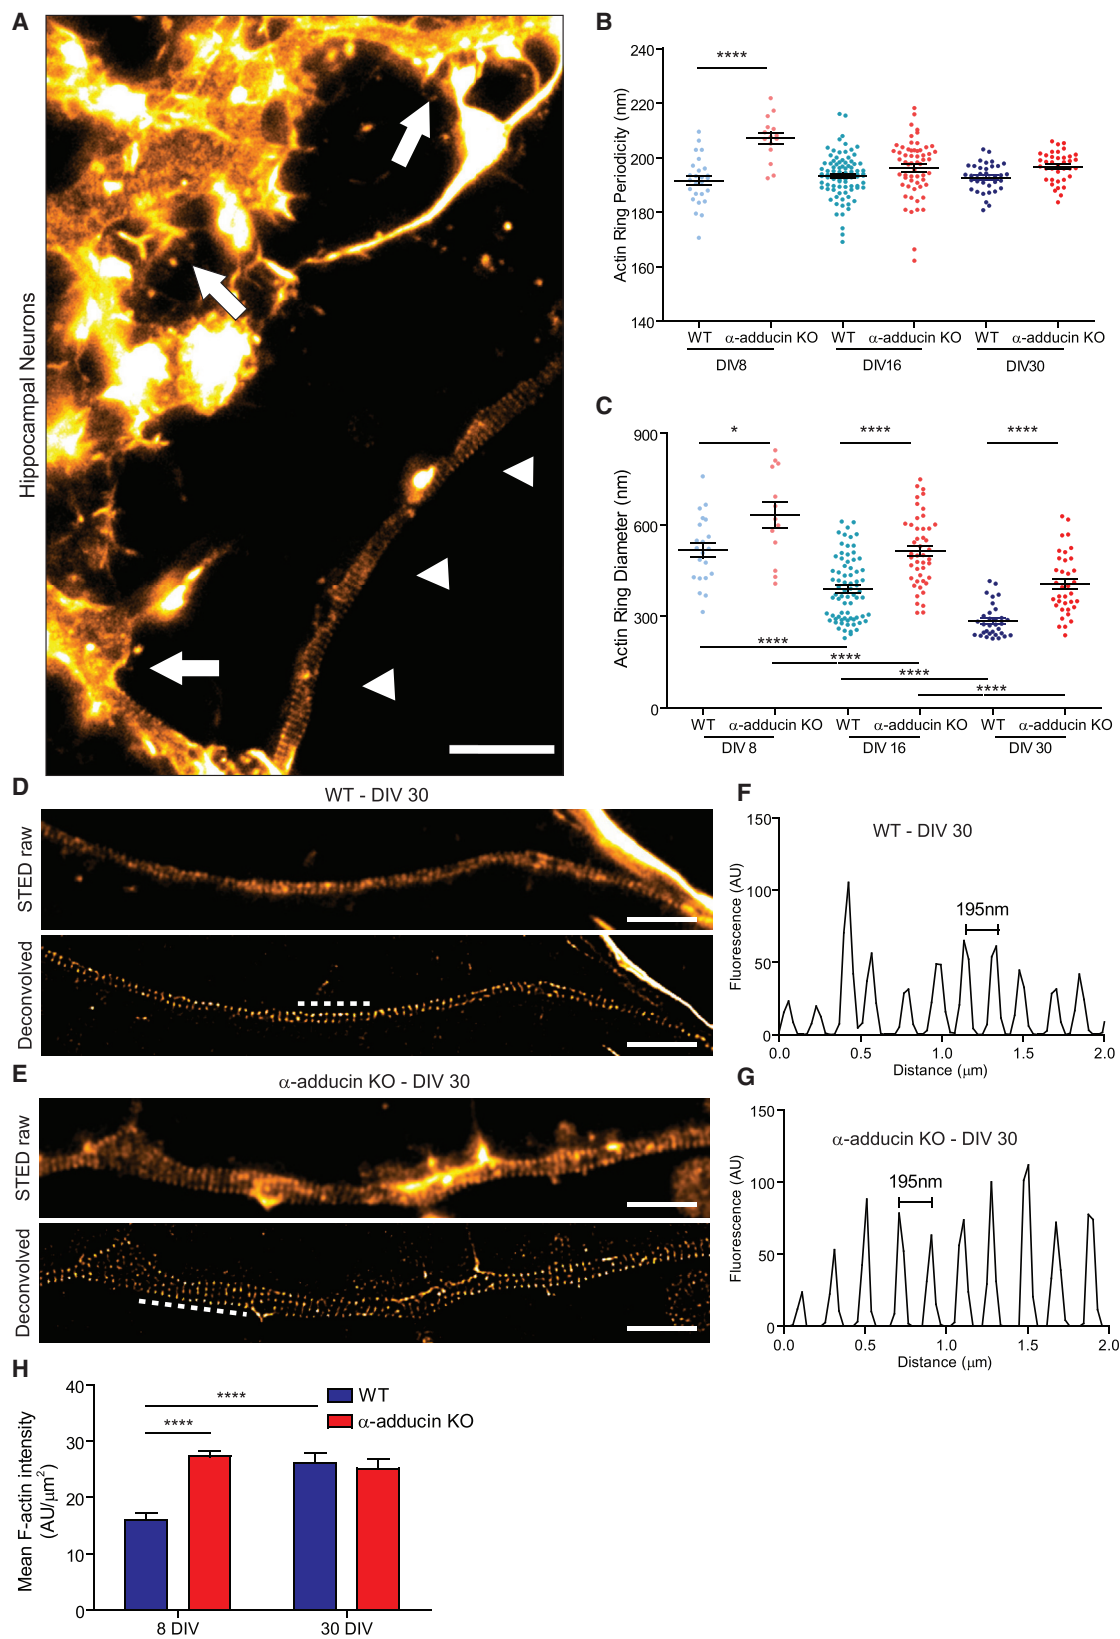 A
Hippocampal Neurons
B
Actin Ring Periodicity (nm)
240
220
200
180
160
140
****
WT α-adducin KO WT α-adducin KO WT α-adducin KO
DIV8 DIV16 DIV30
C
Actin Ring Diameter (nm)
900
600
300
0
* **** ****
****
****
****
****
WT α-adducin KO WT α-adducin KO WT α-adducin KO
DIV 8 DIV 16 DIV 30
D
WT - DIV 30
STED raw
Deconvolved
E
α-adducin KO - DIV 30
STED raw
Deconvolved
F
WT - DIV 30
Fluorescence (AU)
150
100
50
0
195nm
0.0 0.5 1.0 1.5 2.0
Distance (μm)
G
α-adducin KO - DIV 30
Fluorescence (AU)
150
100
50
0
195nm
0.0 0.5 1.0 1.5 2.0
Distance (μm)
H
Mean F-actin intensity
(AU/μm²)
40
30
20
10
0
****
****
WT
α-adducin KO
8 DIV 30 DIV